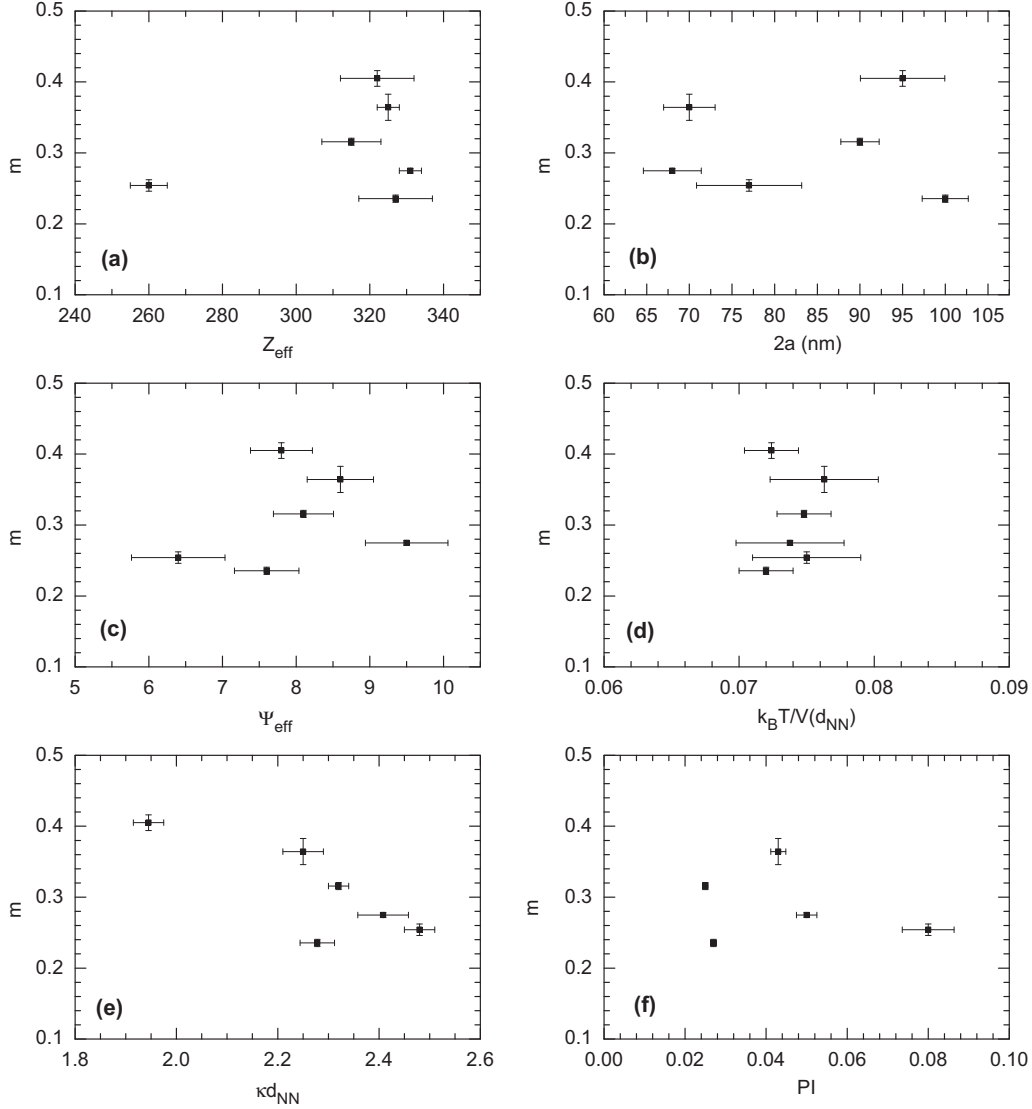 0.5
0.4
0.3
0.2
0.1
m
(a)
240 260 280 300 320 340
Z_eff
0.5
0.4
0.3
0.2
0.1
m
(b)
60 65 70 75 80 85 90 95 100 105
2a (nm)
0.5
0.4
0.3
0.2
0.1
m
(c)
5 6 7 8 9 10
Ψ_eff
0.5
0.4
0.3
0.2
0.1
m
(d)
0.06 0.07 0.08 0.09
k_BT/V(d_NN)
0.5
0.4
0.3
0.2
0.1
m
(e)
1.8 2.0 2.2 2.4 2.6
κd_NN
0.5
0.4
0.3
0.2
0.1
m
(f)
0.00 0.02 0.04 0.06 0.08 0.10
PI